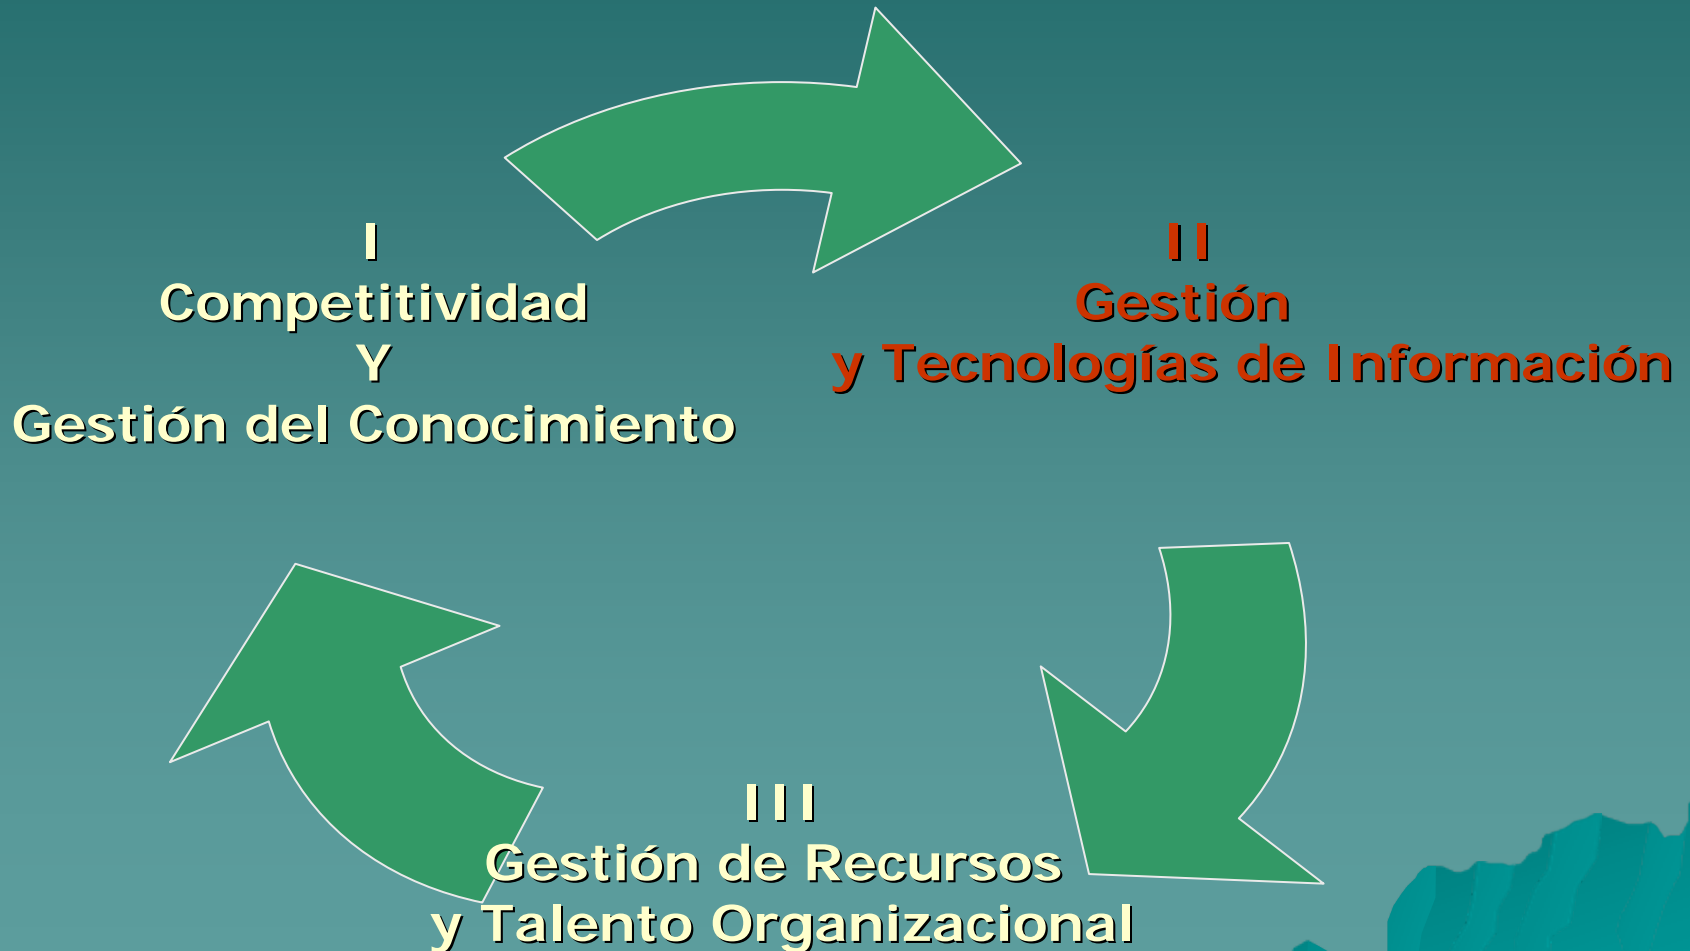 I
Competitividad
Y
Gestión del Conocimiento
II
Gestión
y Tecnologías de Información
III
Gestión de Recursos
y Talento Organizacional